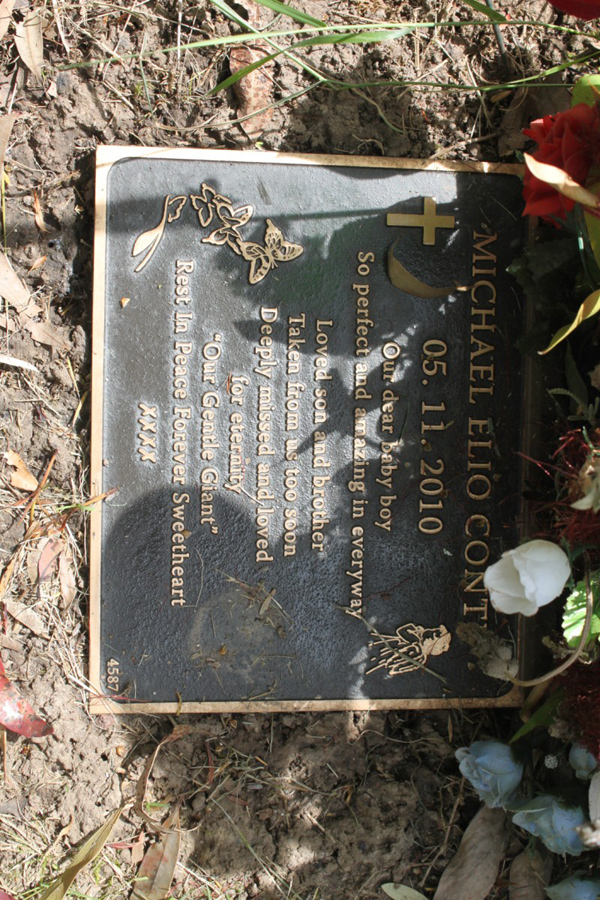 MICHAEL ELIO CONT
05. 11. 2010
Our dear baby boy
So perfect and amazing in everyway
Loved son and brother
Taken from us too soon
Deeply missed and loved
for eternity
"Our Gentle Giant"
Rest In Peace Forever Sweetheart
xxxx
4587